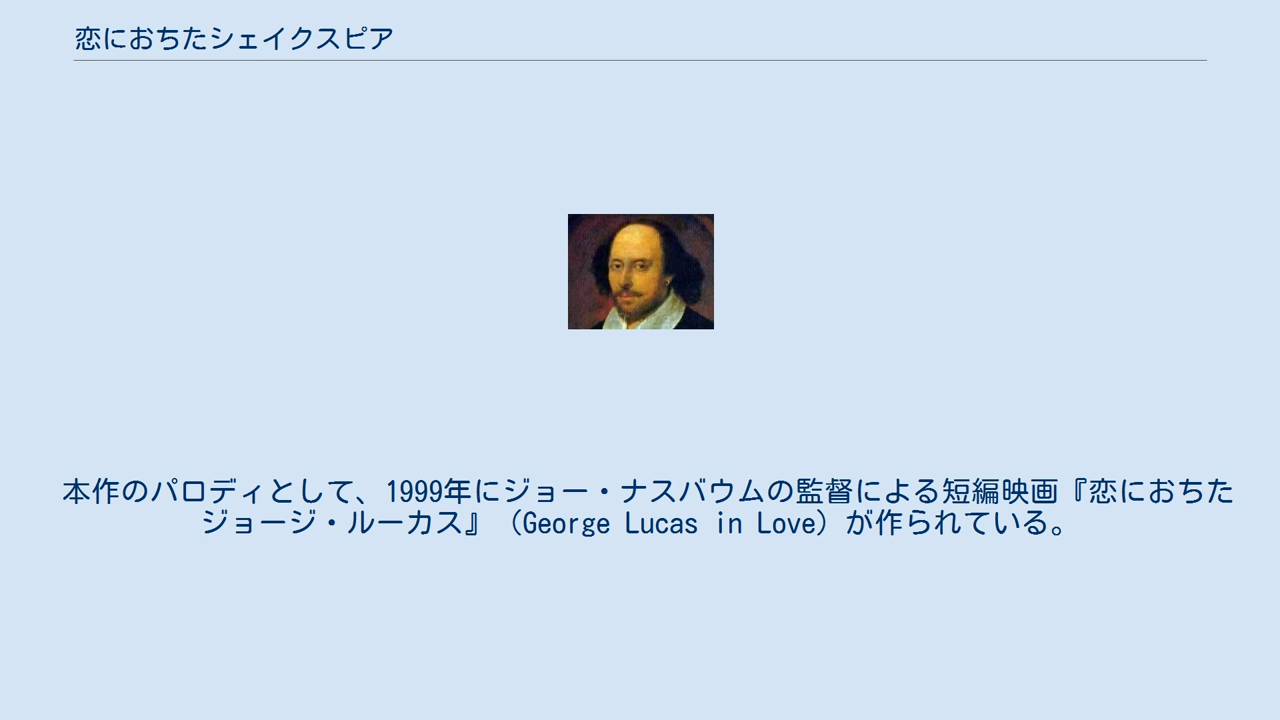 恋におちたシェイクスピア
本作のパロディとして、1999年にジョー・ナスバウムの監督による短編映画『恋におちた
ジョージ・ルーカス』（George Lucas in Love）が作られている。